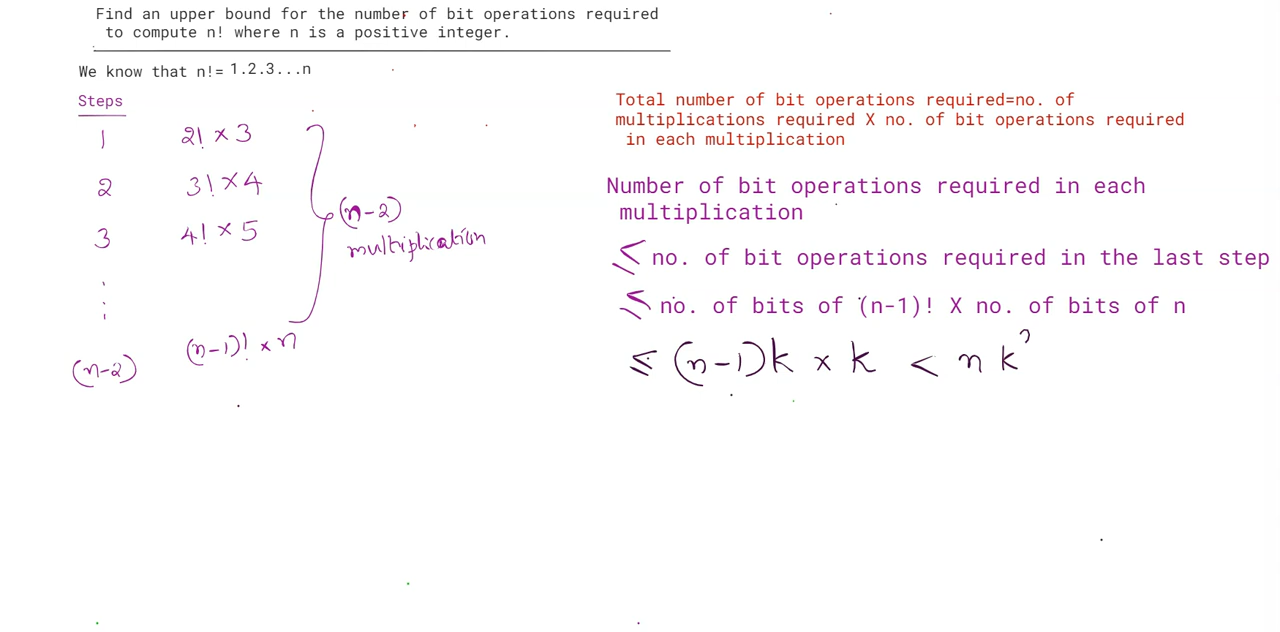 Find an upper bound for the number of bit operations required
to compute n! where n is a positive integer.
We know that n!= 1.2.3...n
Steps
1 2! × 3
2 3! × 4
3 4! × 5
(n-2) (n-1)! × n
(n-2)
multiplication
Total number of bit operations required=no. of
multiplications required X no. of bit operations required
in each multiplication
Number of bit operations required in each
multiplication
≤ no. of bit operations required in the last step
≤ no. of bits of (n-1)! X no. of bits of n
≤ (n-1)k × k < n k²